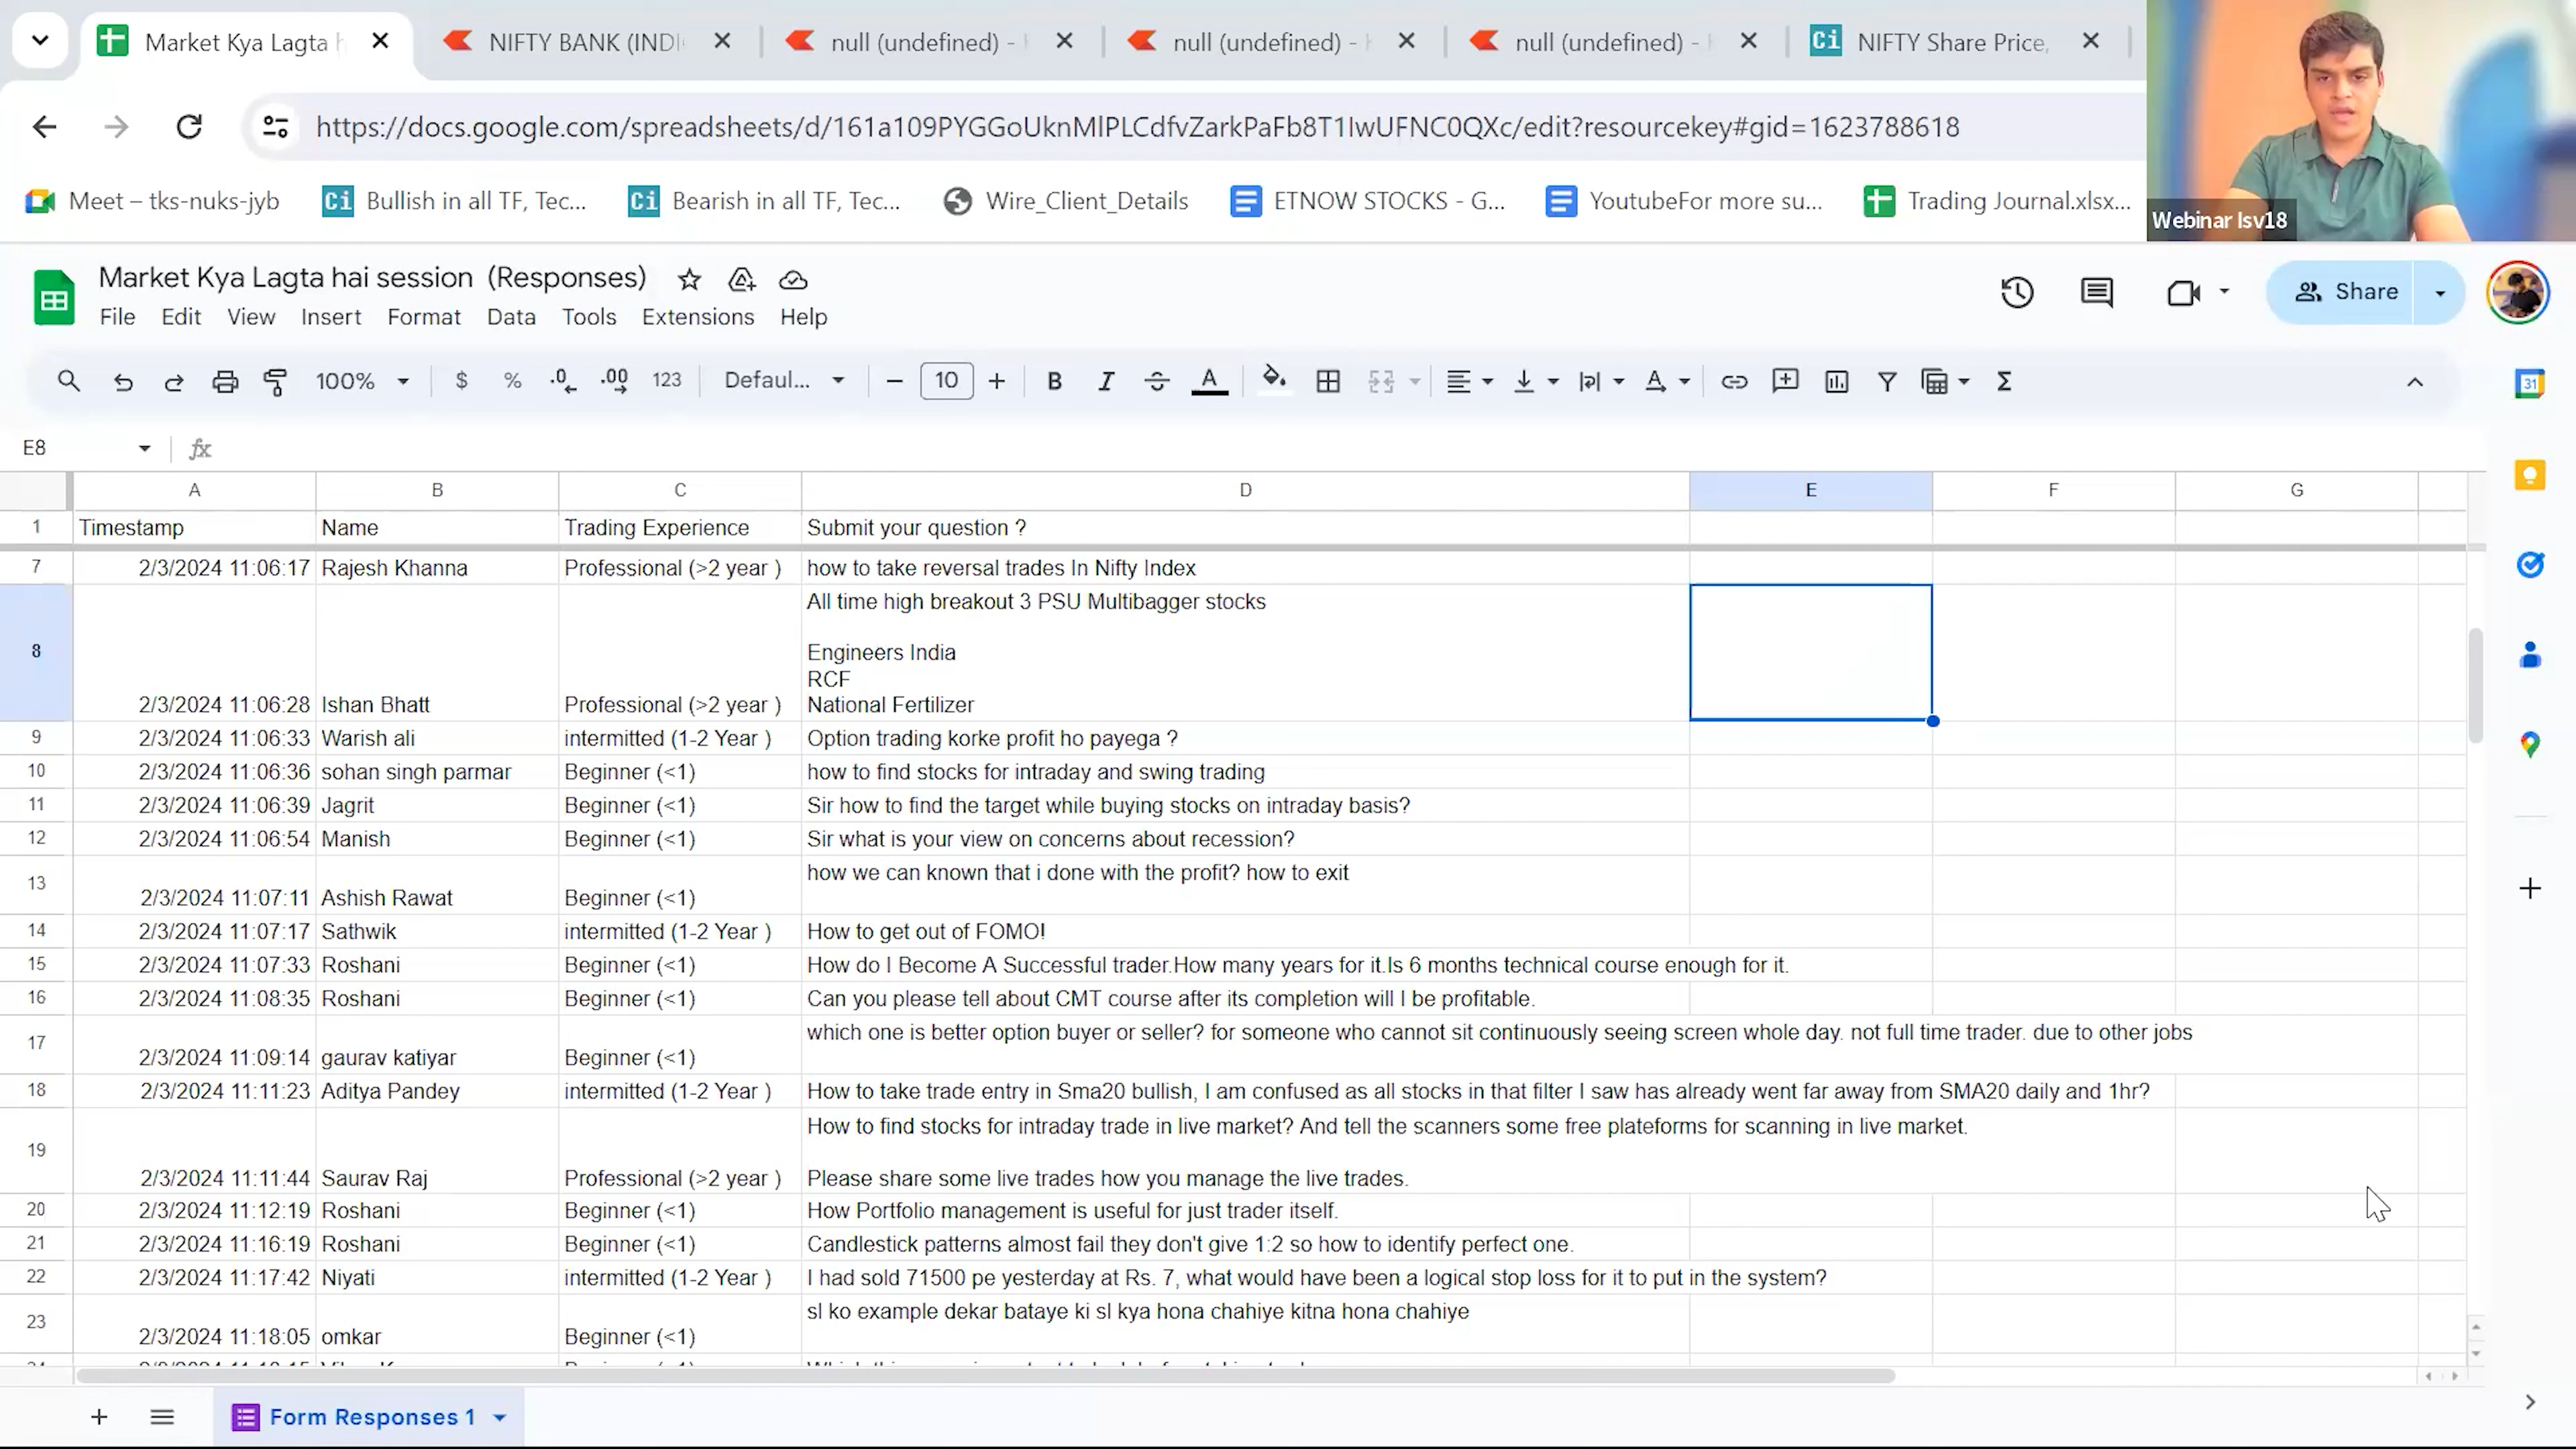 Market Kya Lagta h
NIFTY BANK (INDI
null (undefined) -
null (undefined) -
null (undefined) -
Ci NIFTY Share Price,
https://docs.google.com/spreadsheets/d/161a109PYGGoUknMlPLCdfvZarkPaFb8T1IwUFNC0QXc/edit?resourcekey#gid=1623788618
Meet – tks-nuks-jyb
Ci Bullish in all TF, Tec...
Ci Bearish in all TF, Tec...
Wire_Client_Details
ETNOW STOCKS - G...
YoutubeFor more su...
Trading Journal.xlsx...
Webinar lsv18
Market Kya Lagta hai session (Responses)
File Edit View Insert Format Data Tools Extensions Help
Share
100% $ % .0 .00 123 Defaul... 10 B I A Σ
31
E8 fx
A B C D E F G
1 Timestamp Name Trading Experience Submit your question ?
7 2/3/2024 11:06:17 Rajesh Khanna Professional (>2 year ) how to take reversal trades In Nifty Index
All time high breakout 3 PSU Multibagger stocks
Engineers India
RCF
8 2/3/2024 11:06:28 Ishan Bhatt Professional (>2 year ) National Fertilizer
9 2/3/2024 11:06:33 Warish ali intermitted (1-2 Year ) Option trading korke profit ho payega ?
10 2/3/2024 11:06:36 sohan singh parmar Beginner (<1) how to find stocks for intraday and swing trading
11 2/3/2024 11:06:39 Jagrit Beginner (<1) Sir how to find the target while buying stocks on intraday basis?
12 2/3/2024 11:06:54 Manish Beginner (<1) Sir what is your view on concerns about recession?
how we can known that i done with the profit? how to exit
13 2/3/2024 11:07:11 Ashish Rawat Beginner (<1)
14 2/3/2024 11:07:17 Sathwik intermitted (1-2 Year ) How to get out of FOMO!
15 2/3/2024 11:07:33 Roshani Beginner (<1) How do I Become A Successful trader.How many years for it.Is 6 months technical course enough for it.
16 2/3/2024 11:08:35 Roshani Beginner (<1) Can you please tell about CMT course after its completion will I be profitable.
which one is better option buyer or seller? for someone who cannot sit continuously seeing screen whole day. not full time trader. due to other jobs
17 2/3/2024 11:09:14 gaurav katiyar Beginner (<1)
18 2/3/2024 11:11:23 Aditya Pandey intermitted (1-2 Year ) How to take trade entry in Sma20 bullish, I am confused as all stocks in that filter I saw has already went far away from SMA20 daily and 1hr?
How to find stocks for intraday trade in live market? And tell the scanners some free plateforms for scanning in live market.
19 2/3/2024 11:11:44 Saurav Raj Professional (>2 year ) Please share some live trades how you manage the live trades.
20 2/3/2024 11:12:19 Roshani Beginner (<1) How Portfolio management is useful for just trader itself.
21 2/3/2024 11:16:19 Roshani Beginner (<1) Candlestick patterns almost fail they don't give 1:2 so how to identify perfect one.
22 2/3/2024 11:17:42 Niyati intermitted (1-2 Year ) I had sold 71500 pe yesterday at Rs. 7, what would have been a logical stop loss for it to put in the system?
sl ko example dekar bataye ki sl kya hona chahiye kitna hona chahiye
23 2/3/2024 11:18:05 omkar Beginner (<1)
Form Responses 1